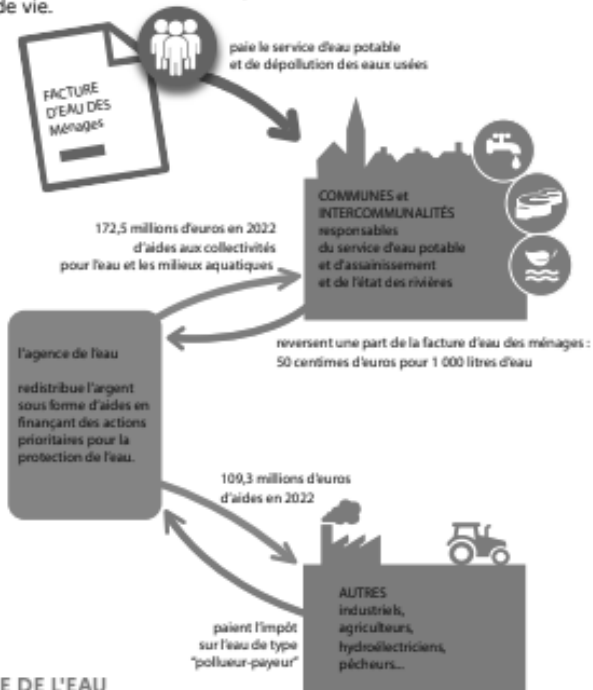 de vie.
FACTURE
D'EAU DES
Ménages
paie le service d'eau potable
et de dépollution des eaux usées
COMMUNES et
INTERCOMMUNALITÉS
responsables
du service d'eau potable
et d'assainissement
et de l'état des rivières
172,5 millions d'euros en 2022
d'aides aux collectivités
pour l'eau et les milieux aquatiques
reversent une part de la facture d'eau des ménages :
50 centimes d'euros pour 1 000 litres d'eau
l'agence de l'eau
redistribue l'argent
sous forme d'aides en
finançant des actions
prioritaires pour la
protection de l'eau.
109,3 millions d'euros
d'aides en 2022
AUTRES
industriels,
agriculteurs,
hydroélectriciens,
pêcheurs...
paient l'impôt
sur l'eau de type
"pollueur-payeur"
E DE L'EAU